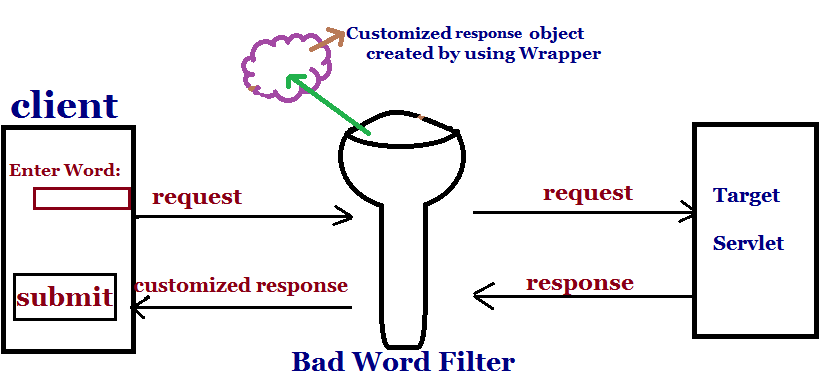 Customized response object
created by using Wrapper
client
Enter Word:
request
request
Target
Servlet
customized response
response
submit
Bad Word Filter